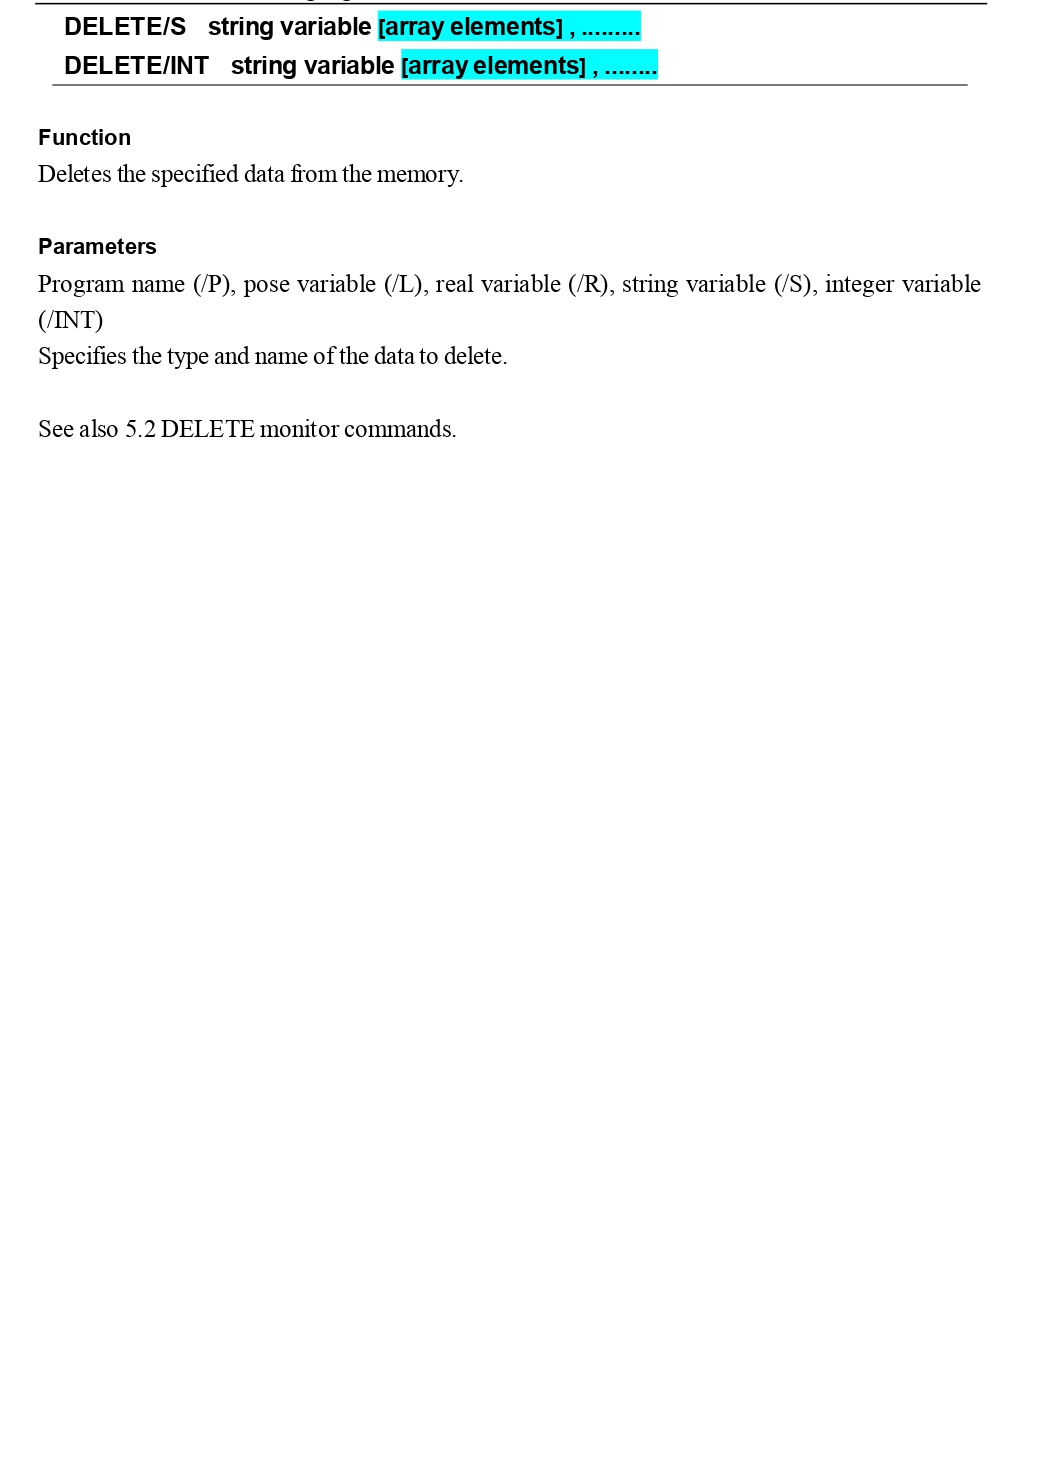 DELETE/S string variable [array elements] , .........
DELETE/INT string variable [array elements] , ........
Function
Deletes the specified data from the memory.
Parameters
Program name (/P), pose variable (/L), real variable (/R), string variable (/S), integer variable
(/INT)
Specifies the type and name of the data to delete.
See also 5.2 DELETE monitor commands.